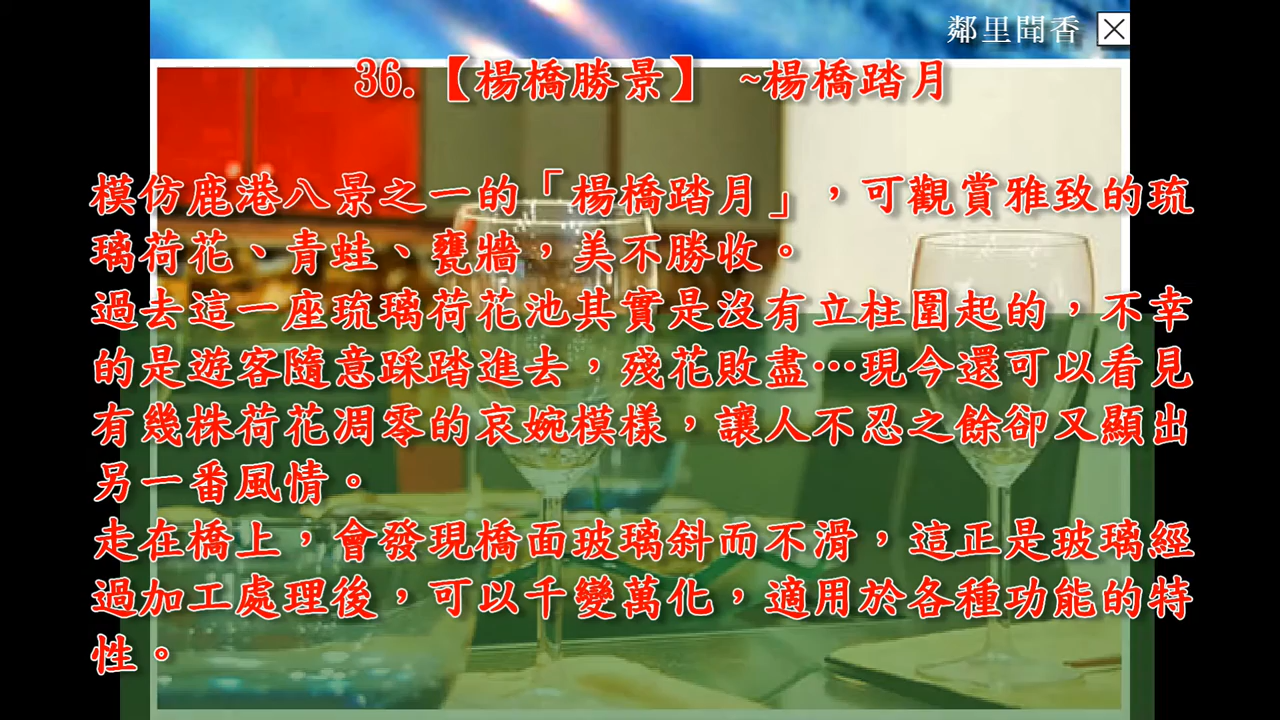 鄰里聞香
36.【楊橋勝景】 ~楊橋踏月
模仿鹿港八景之一的「楊橋踏月」，可觀賞雅致的琉
璃荷花、青蛙、甕牆，美不勝收。
過去這一座琉璃荷花池其實是沒有立柱圍起的，不幸
的是遊客隨意踩踏進去，殘花敗盡…現今還可以看見
有幾株荷花凋零的哀婉模樣，讓人不忍之餘卻又顯出
另一番風情。
走在橋上，會發現橋面玻璃斜而不滑，這正是玻璃經
過加工處理後，可以千變萬化，適用於各種功能的特
性。